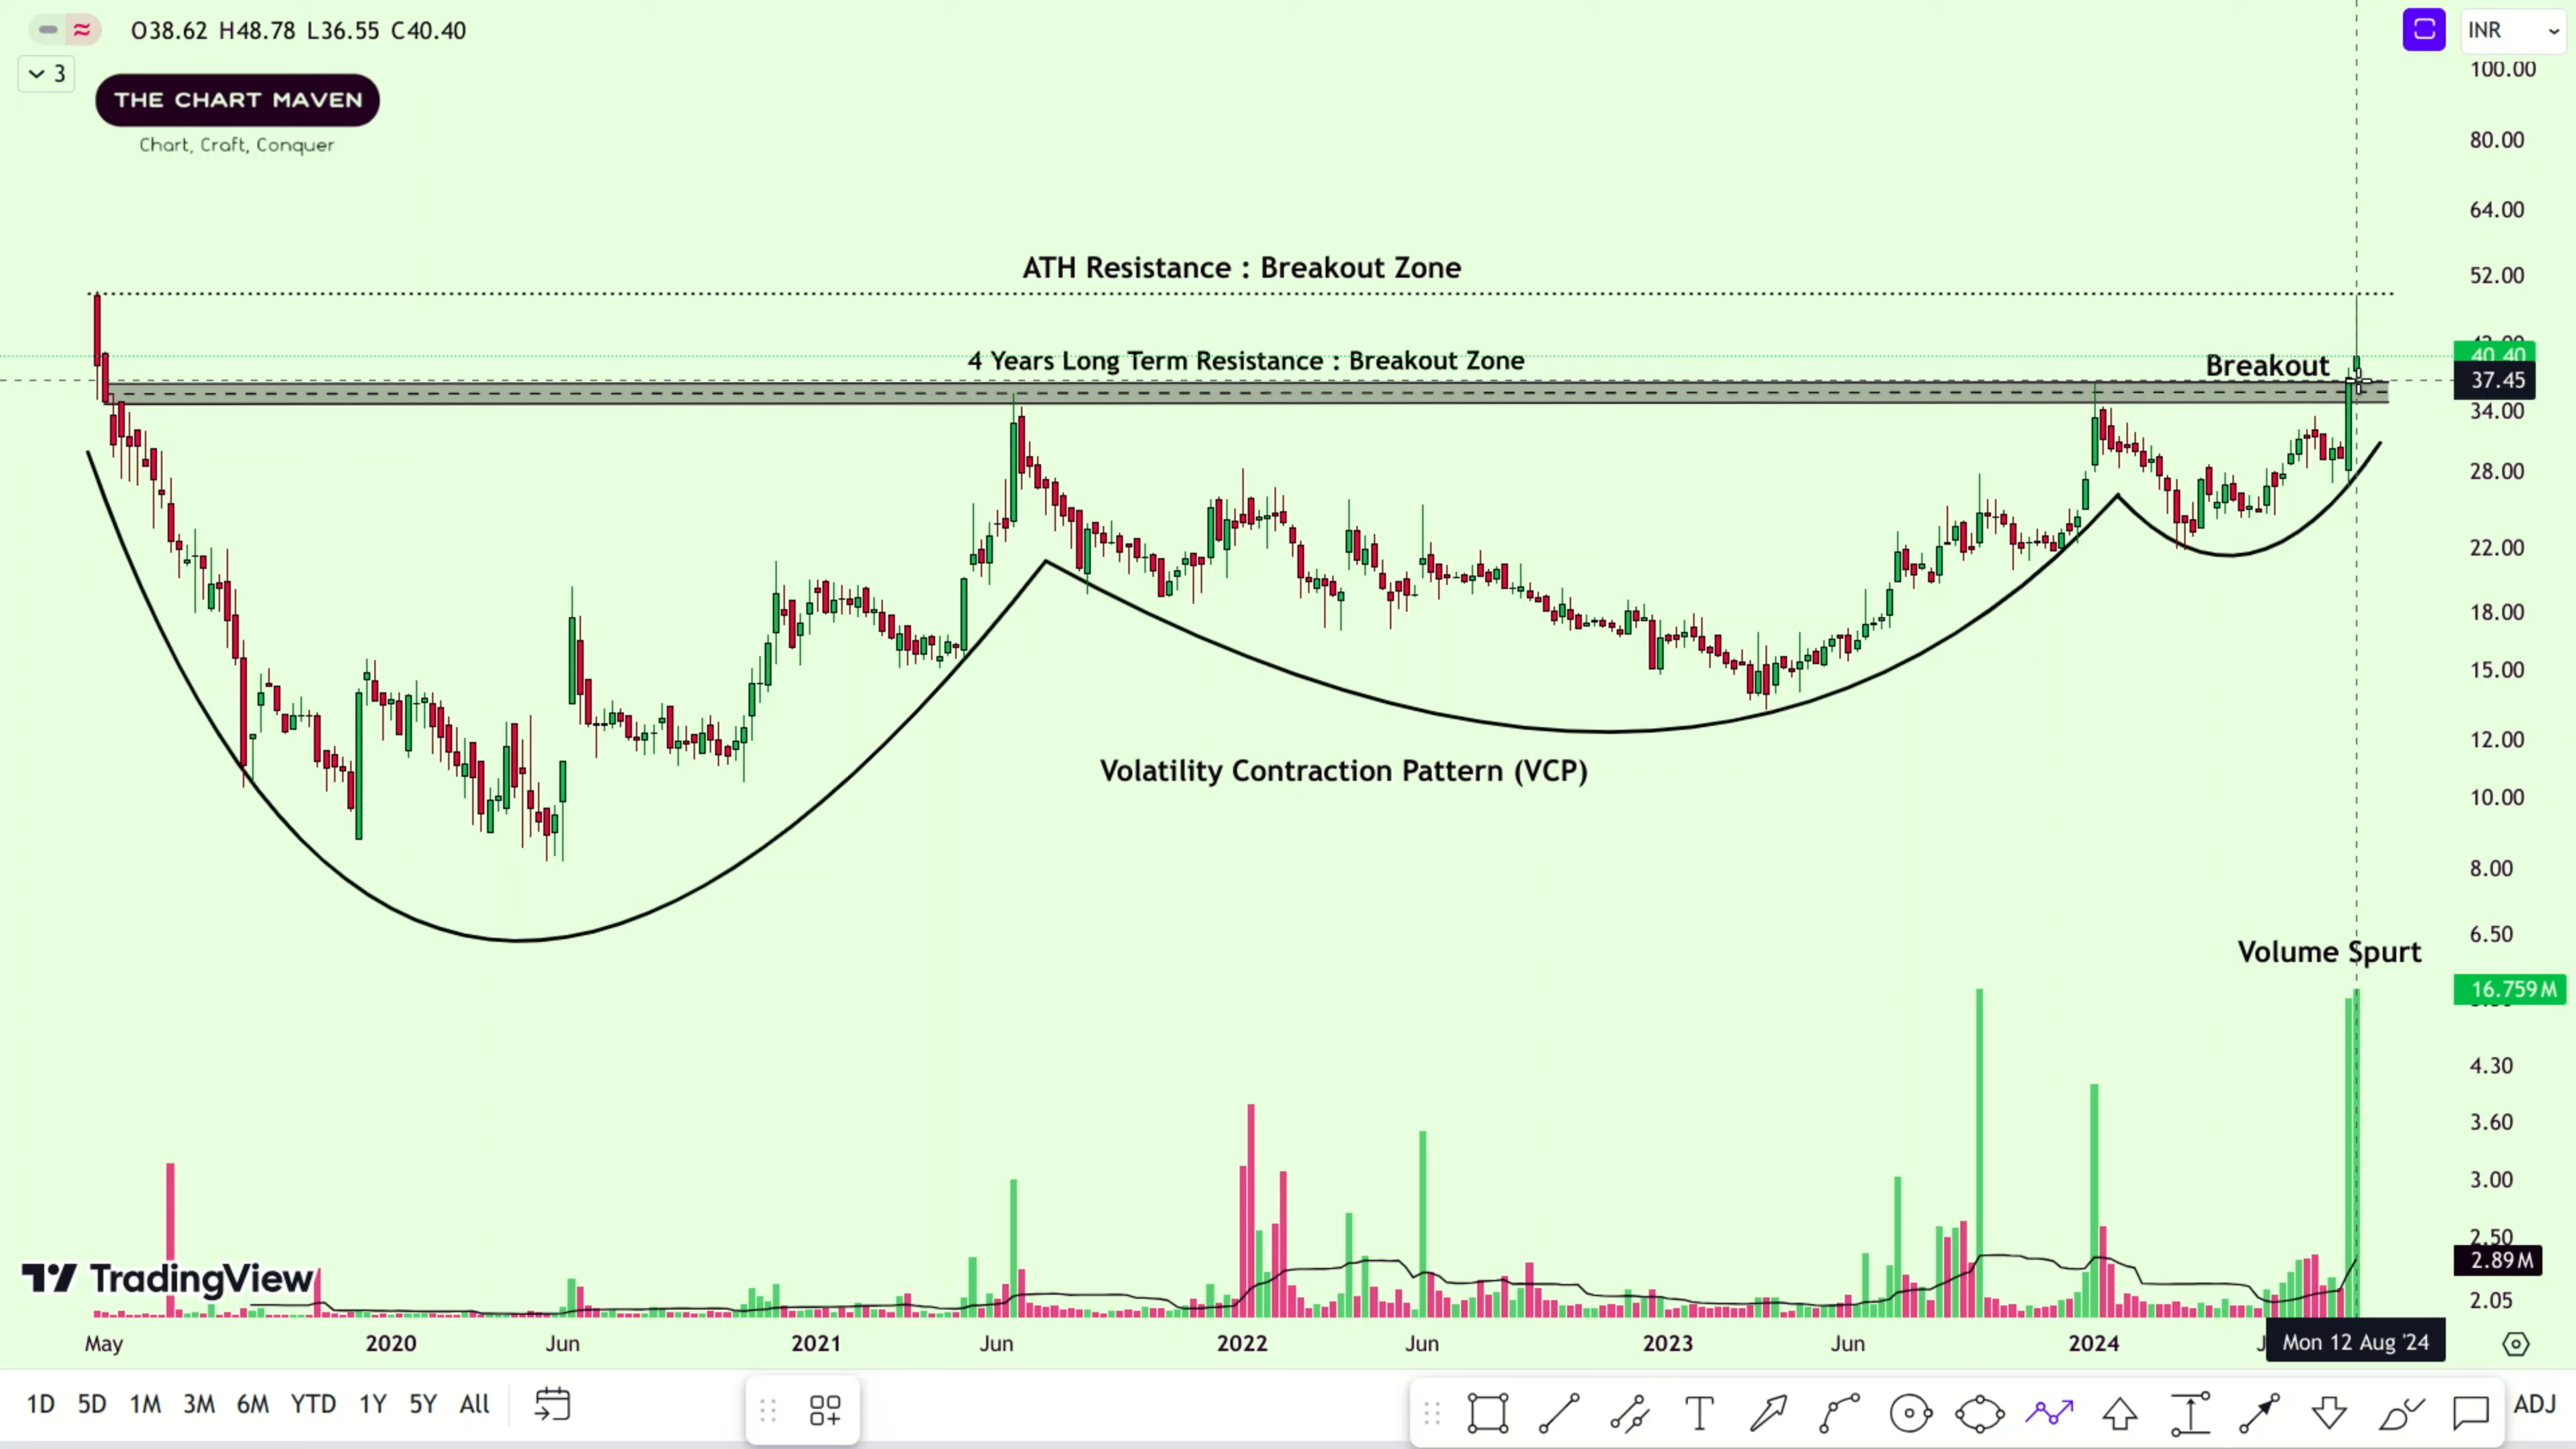 O38.62 H48.78 L36.55 C40.40
INR
3
THE CHART MAVEN
Chart, Craft, Conquer
100.00
80.00
64.00
ATH Resistance : Breakout Zone
52.00
4 Years Long Term Resistance : Breakout Zone
Breakout
40.40
37.45
34.00
28.00
22.00
18.00
15.00
12.00
Volatility Contraction Pattern (VCP)
10.00
8.00
6.50
Volume Spurt
16.759M
4.30
3.60
3.00
2.50
2.89M
2.05
TradingView
May 2020 Jun 2021 Jun 2022 Jun 2023 Jun 2024 Mon 12 Aug '24
1D 5D 1M 3M 6M YTD 1Y 5Y All
ADJ